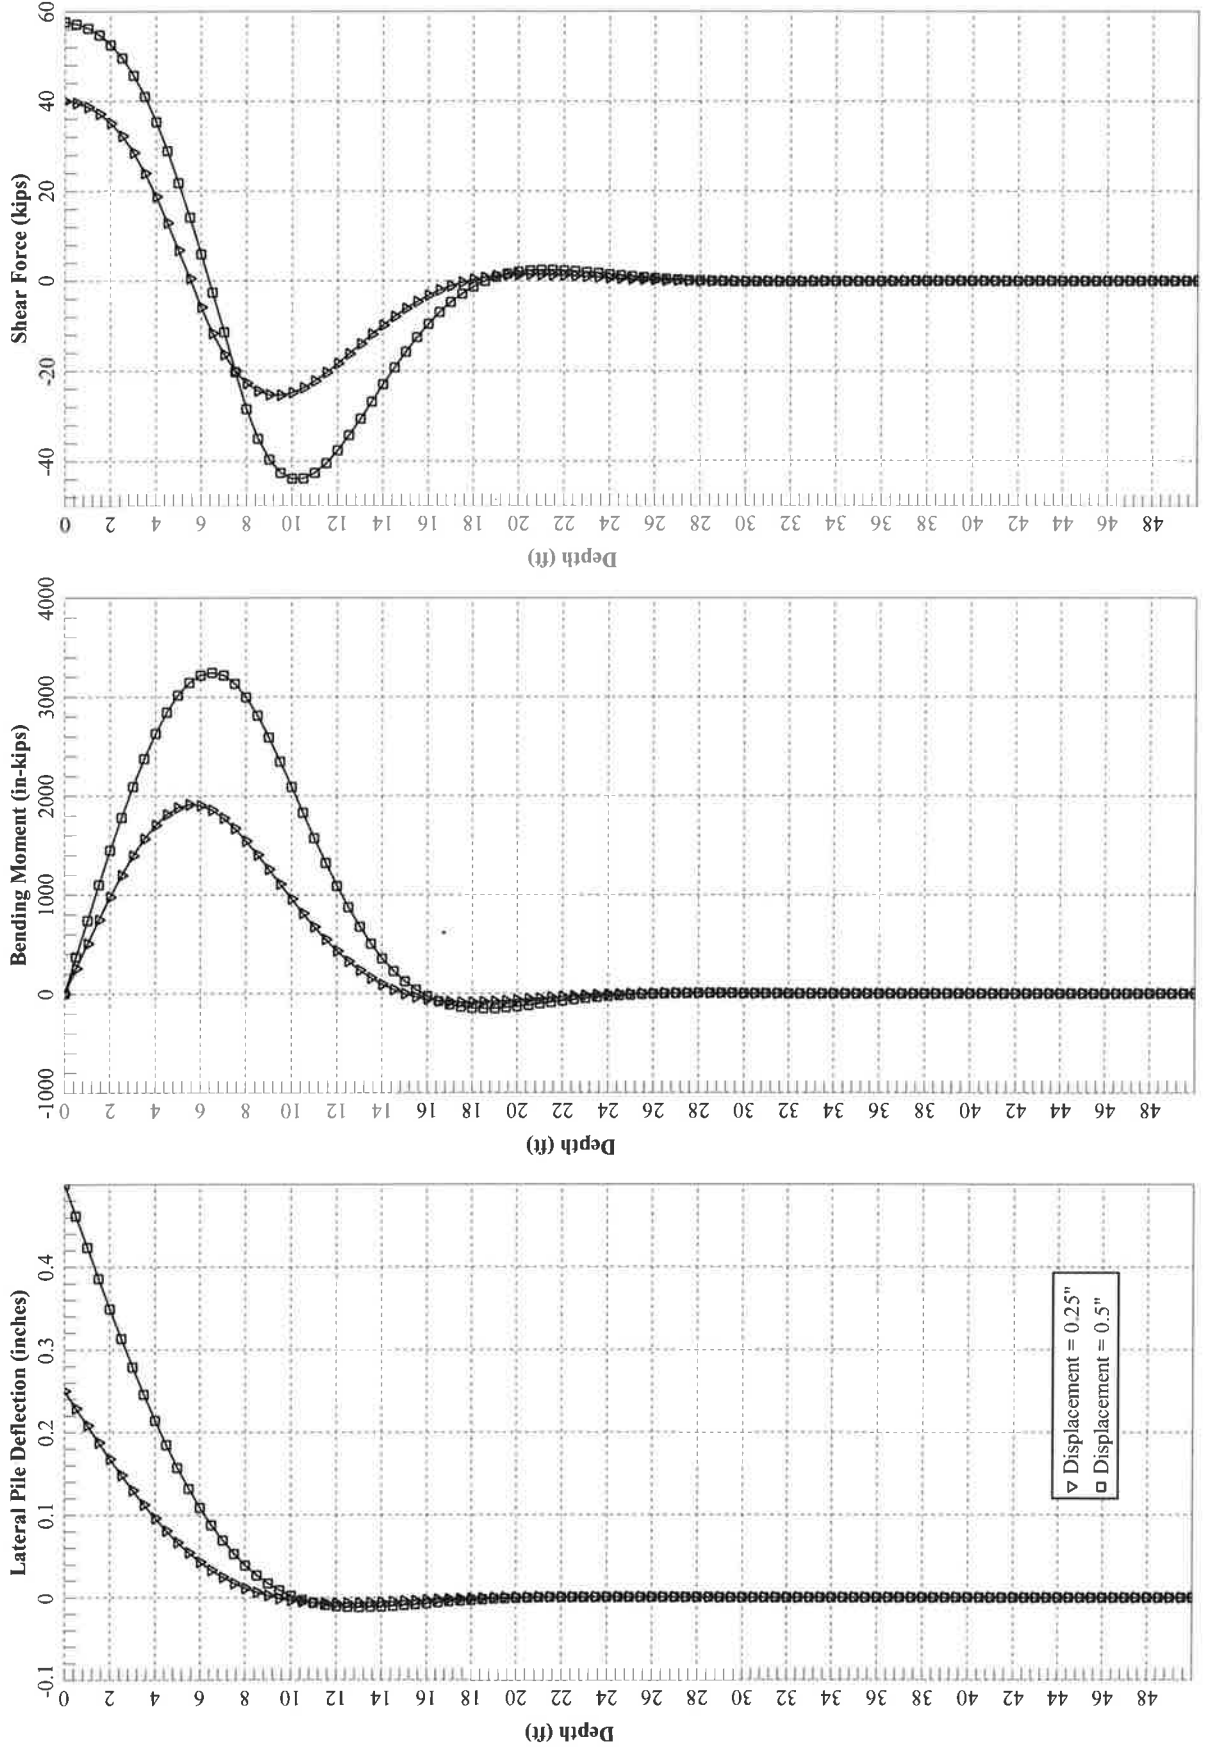 Lateral Pile Deflection (inches)
-0.1 0 0.1 0.2 0.3 0.4
Depth (ft)
0 2 4 6 8 10 12 14 16 18 20 22 24 26 28 30 32 34 36 38 40 42 44 46 48
Displacement = 0.25"
Displacement = 0.5"
Bending Moment (in-kips)
-1000 0 1000 2000 3000 4000
Depth (ft)
0 2 4 6 8 10 12 14 16 18 20 22 24 26 28 30 32 34 36 38 40 42 44 46 48
Shear Force (kips)
-40 -20 0 20 40 60
Depth (ft)
0 2 4 6 8 10 12 14 16 18 20 22 24 26 28 30 32 34 36 38 40 42 44 46 48